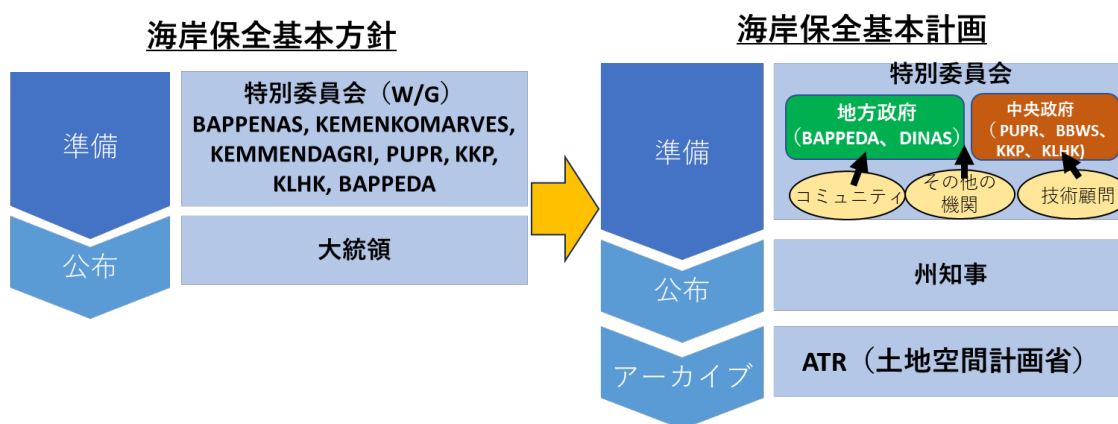 海岸保全基本方針
準備
特別委員会（W/G）
BAPPENAS, KEMENKOMARVES,
KEMMENDAGRI, PUPR, KKP,
KLHK, BAPPEDA
公布
大統領
海岸保全基本計画
準備
特別委員会
地方政府
（BAPPEDA、DINAS）
中央政府
（ PUPR、BBWS、
KKP、KLHK)
コミュニティ
その他の
機関
技術顧問
公布
州知事
アーカイブ
ATR（土地空間計画省）